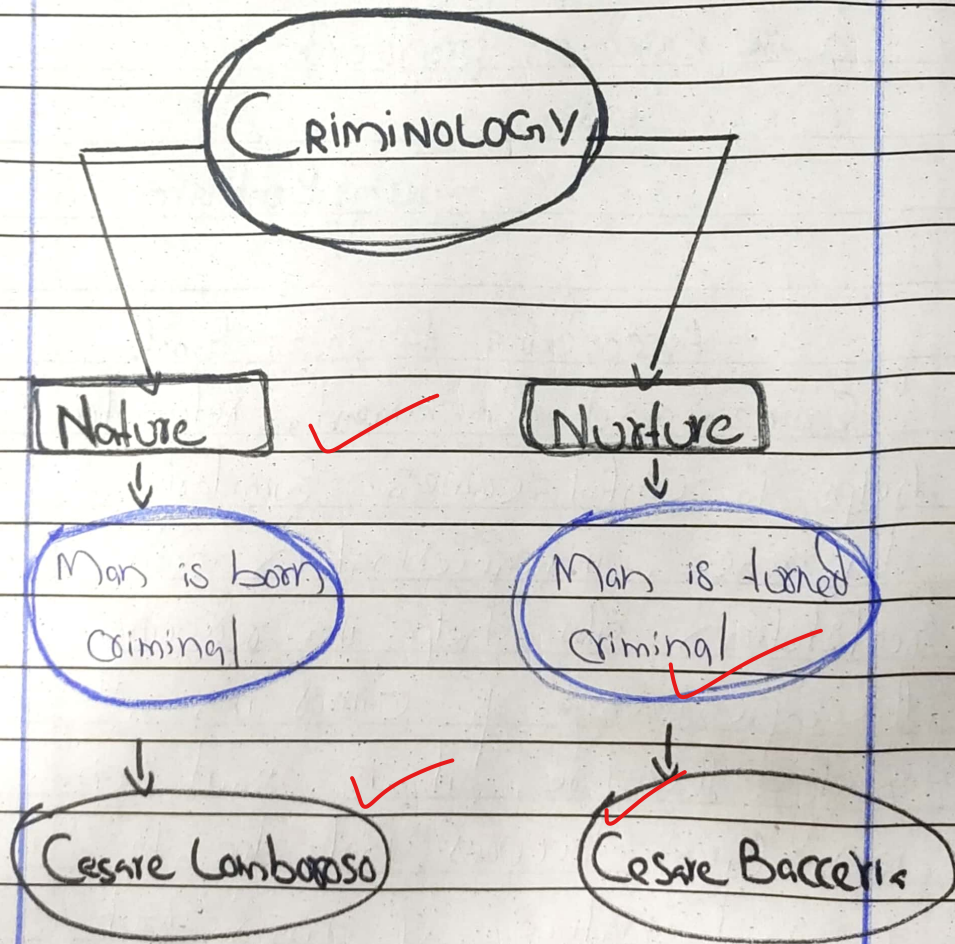 CRIMINOLOGY
Nature
Nurture
Man is born
criminal
Man is turned
criminal
Cesare Lomboroso
Cesare Bacceria